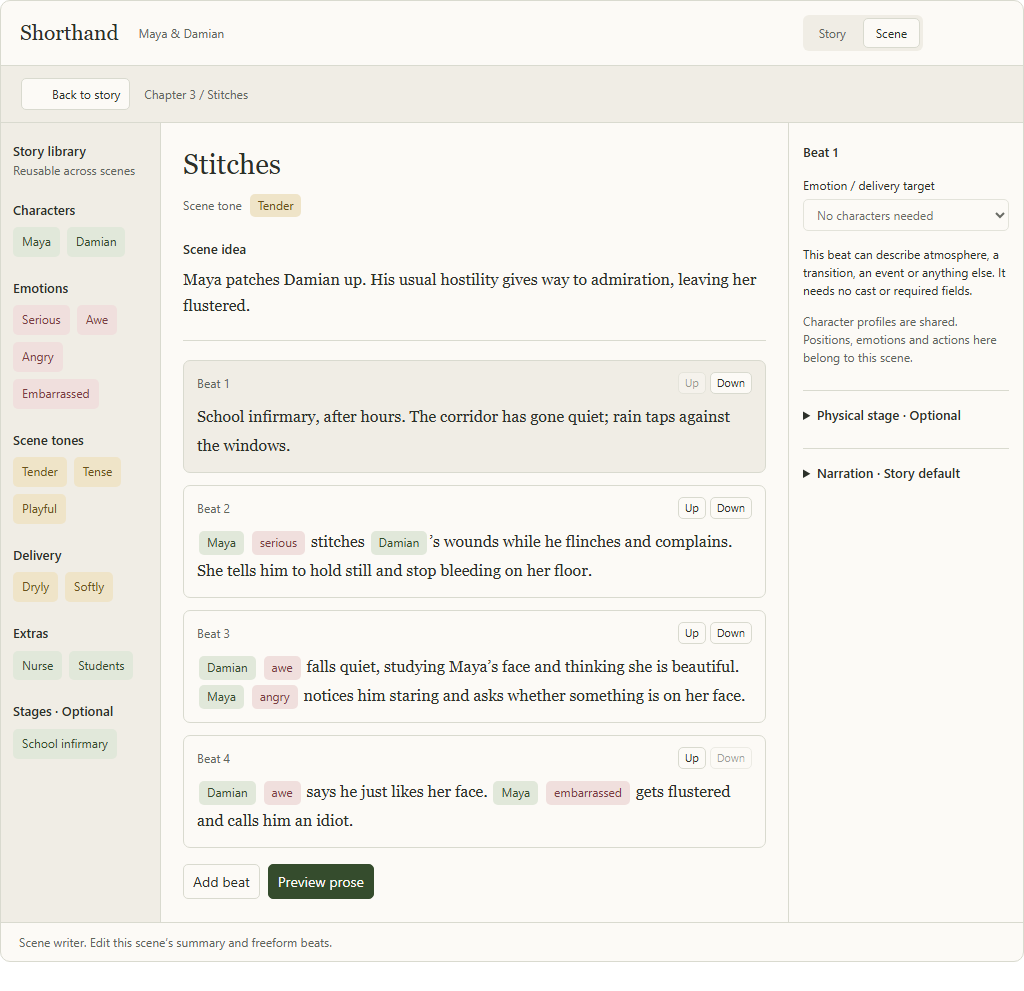 Shorthand Maya & Damian Story Scene
Back to story Chapter 3 / Stitches
Story library
Reusable across scenes
Characters
Maya Damian
Emotions
Serious Awe
Angry
Embarrassed
Scene tones
Tender Tense
Playful
Delivery
Dryly Softly
Extras
Nurse Students
Stages · Optional
School infirmary
Stitches
Scene tone Tender
Scene idea
Maya patches Damian up. His usual hostility gives way to admiration, leaving her
flustered.
Beat 1 Up Down
School infirmary, after hours. The corridor has gone quiet; rain taps against
the windows.
Beat 2 Up Down
Maya serious stitches Damian ’s wounds while he flinches and complains.
She tells him to hold still and stop bleeding on her floor.
Beat 3 Up Down
Damian awe falls quiet, studying Maya’s face and thinking she is beautiful.
Maya angry notices him staring and asks whether something is on her face.
Beat 4 Up Down
Damian awe says he just likes her face. Maya embarrassed gets flustered
and calls him an idiot.
Add beat Preview prose
Beat 1
Emotion / delivery target
No characters needed
This beat can describe atmosphere, a
transition, an event or anything else. It
needs no cast or required fields.
Character profiles are shared.
Positions, emotions and actions here
belong to this scene.
Physical stage · Optional
Narration · Story default
Scene writer. Edit this scene’s summary and freeform beats.